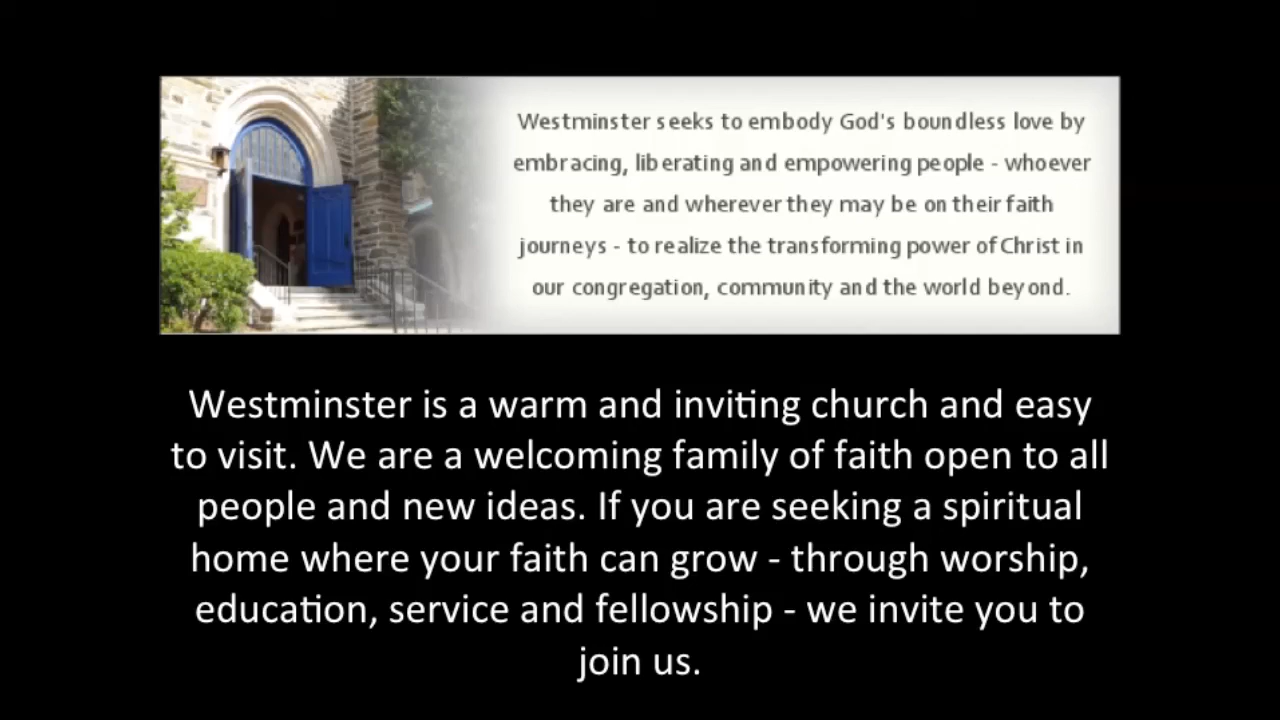 Westminster seeks to embody God's boundless love by
embracing, liberating and empowering people - whoever
they are and wherever they may be on their faith
journeys - to realize the transforming power of Christ in
our congregation, community and the world beyond.
Westminster is a warm and inviting church and easy
to visit. We are a welcoming family of faith open to all
people and new ideas. If you are seeking a spiritual
home where your faith can grow - through worship,
education, service and fellowship - we invite you to
join us.